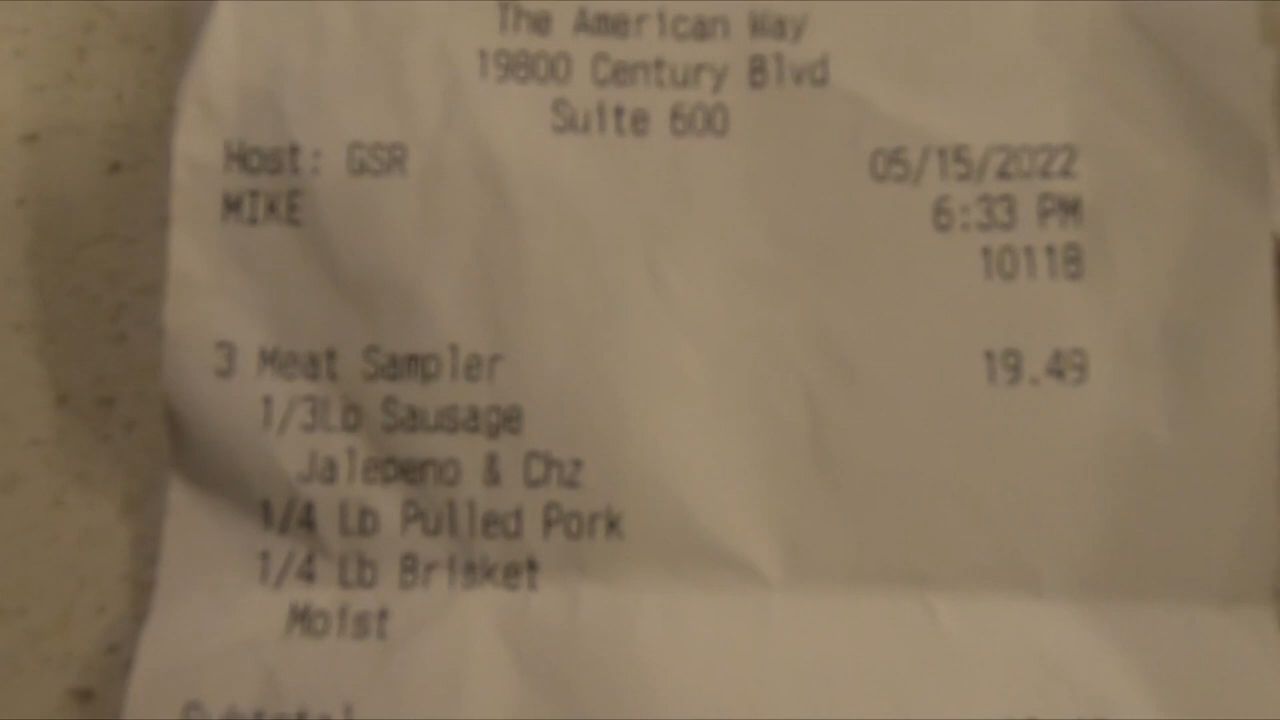 The American Way
19800 Century Blvd
Suite 600
Host: GSR 05/15/2022
MIKE 6:33 PM
10118
3 Meat Sampler 19.49
1/3Lb Sausage
Jalepeno & Chz
1/4 Lb Pulled Pork
1/4 Lb Brisket
Moist
Subtotal